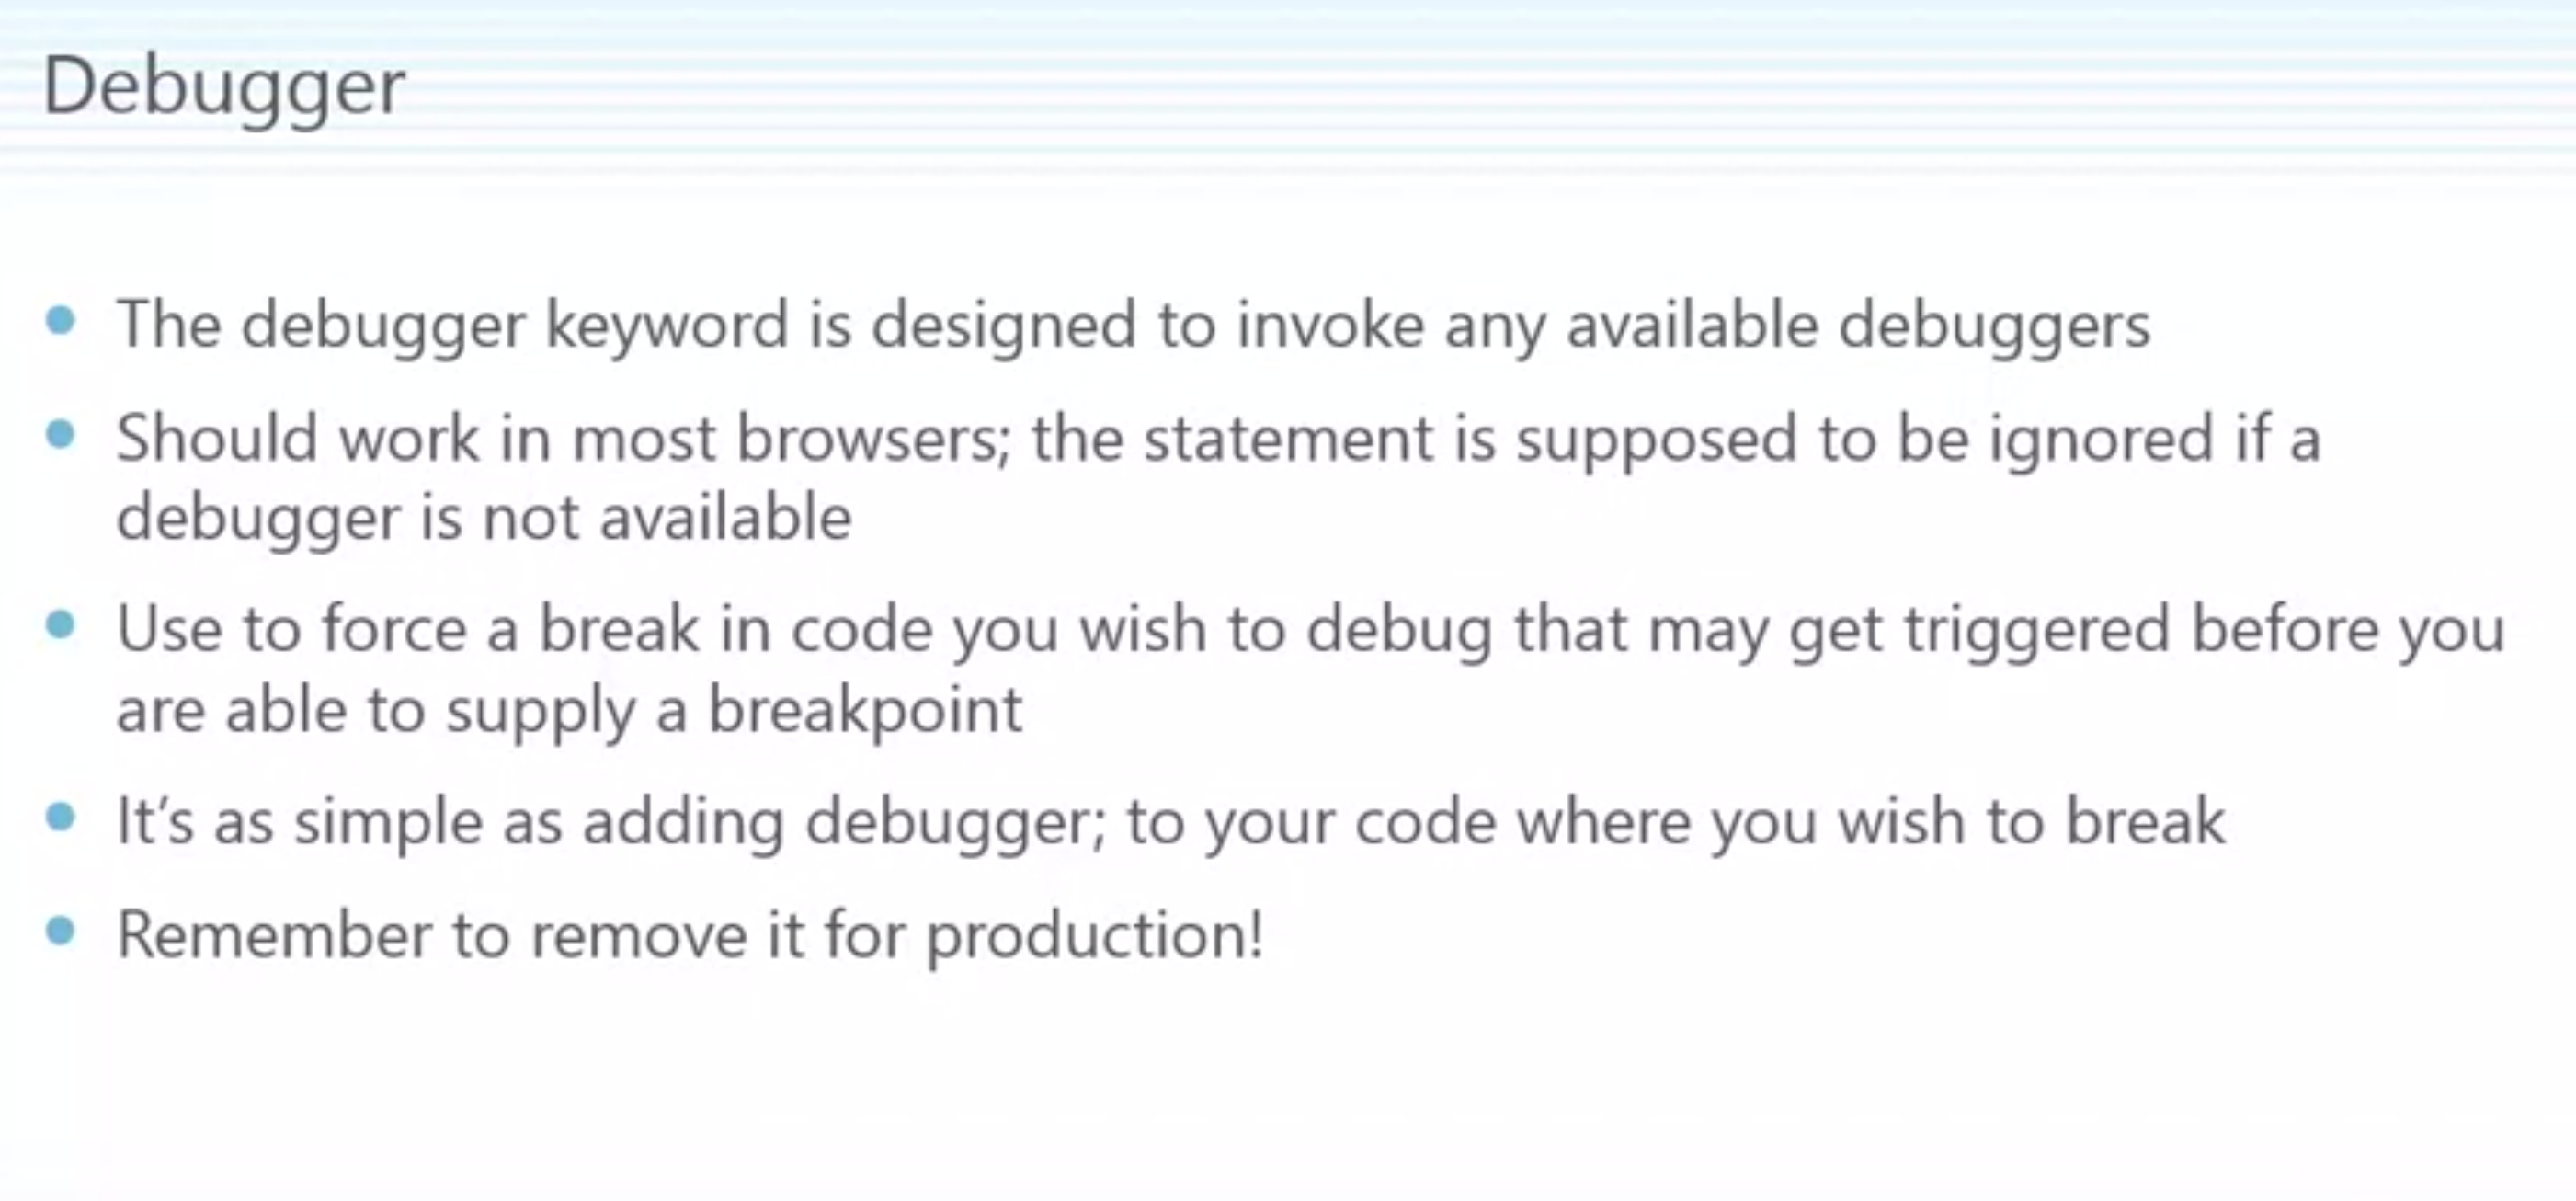 Debugger
• The debugger keyword is designed to invoke any available debuggers
• Should work in most browsers; the statement is supposed to be ignored if a
debugger is not available
• Use to force a break in code you wish to debug that may get triggered before you
are able to supply a breakpoint
• It’s as simple as adding debugger; to your code where you wish to break
• Remember to remove it for production!